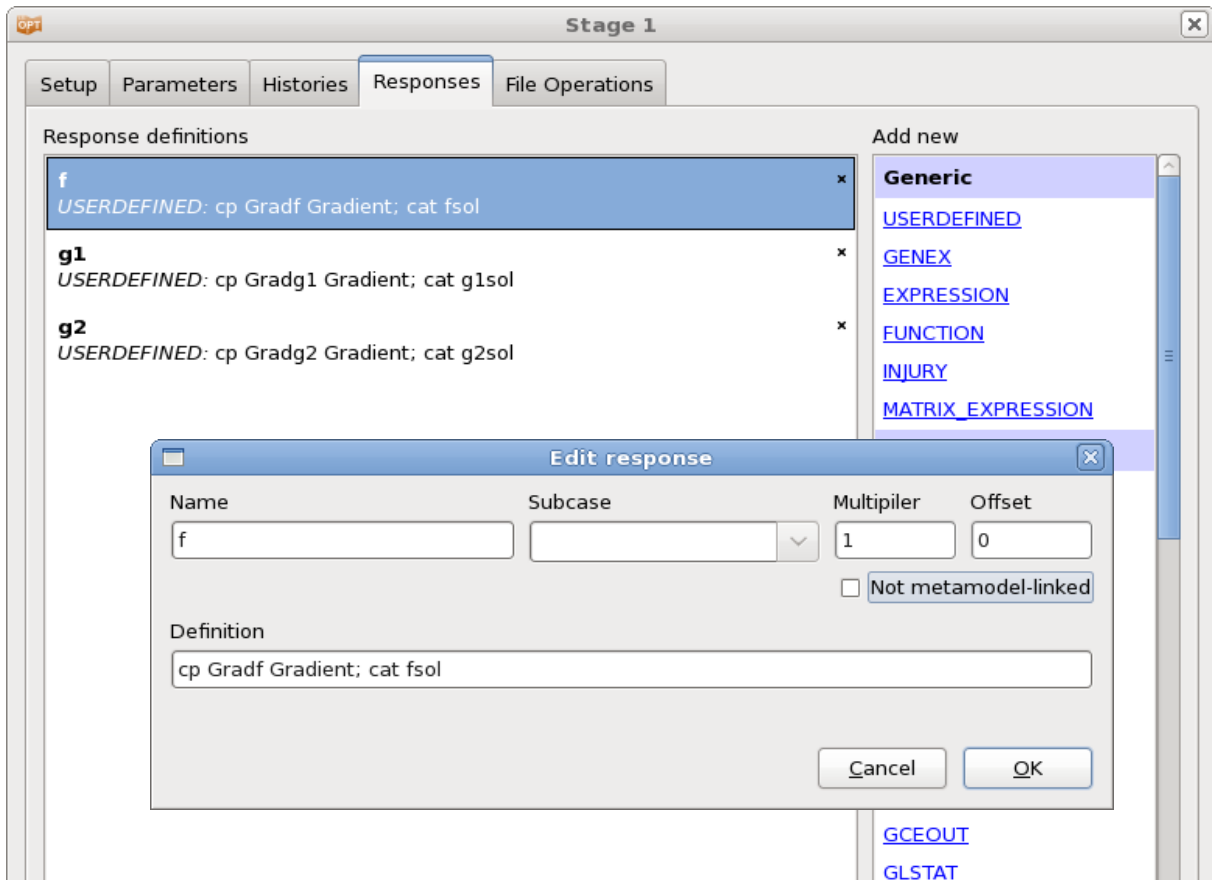 OPT Stage 1
Setup Parameters Histories Responses File Operations
Response definitions
f
USERDEFINED: cp Gradf Gradient; cat fsol
g1
USERDEFINED: cp Gradg1 Gradient; cat g1sol
g2
USERDEFINED: cp Gradg2 Gradient; cat g2sol
Add new
Generic
USERDEFINED
GENEX
EXPRESSION
FUNCTION
INJURY
MATRIX_EXPRESSION
Edit response
Name Subcase Multipiler Offset
f 1 0
Not metamodel-linked
Definition
cp Gradf Gradient; cat fsol
Cancel OK
GCEOUT
GLSTAT